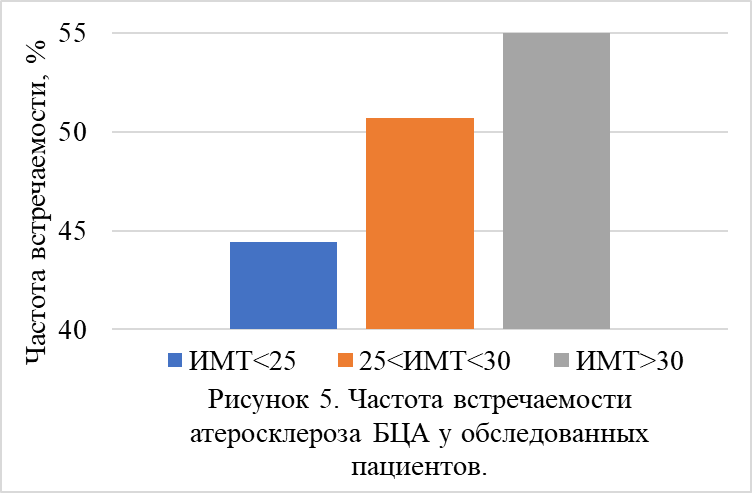 Частота встречаемости, %
55
50
45
40
ИМТ<25
25<ИМТ<30
ИМТ>30
Рисунок 5. Частота встречаемости
атеросклероза БЦА у обследованных
пациентов.